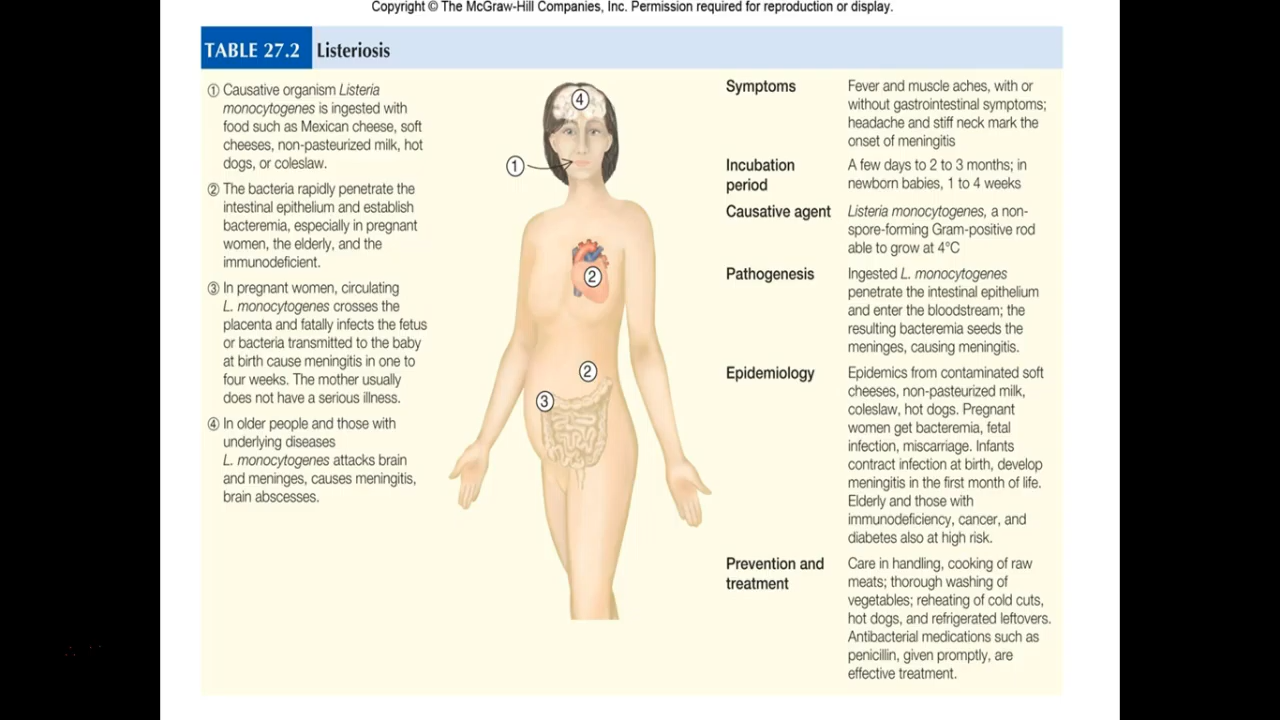 Copyright © The McGraw-Hill Companies, Inc. Permission required for reproduction or display.
TABLE 27.2 Listeriosis
① Causative organism Listeria
monocytogenes is ingested with
food such as Mexican cheese, soft
cheeses, non-pasteurized milk, hot
dogs, or coleslaw.
② The bacteria rapidly penetrate the
intestinal epithelium and establish
bacteremia, especially in pregnant
women, the elderly, and the
immunodeficient.
③ In pregnant women, circulating
L. monocytogenes crosses the
placenta and fatally infects the fetus
or bacteria transmitted to the baby
at birth cause meningitis in one to
four weeks. The mother usually
does not have a serious illness.
④ In older people and those with
underlying diseases
L. monocytogenes attacks brain
and meninges, causes meningitis,
brain abscesses.
④
①
②
②
③
Symptoms
Fever and muscle aches, with or
without gastrointestinal symptoms;
headache and stiff neck mark the
onset of meningitis
Incubation
period
A few days to 2 to 3 months; in
newborn babies, 1 to 4 weeks
Causative agent
Listeria monocytogenes, a non-
spore-forming Gram-positive rod
able to grow at 4°C
Pathogenesis
Ingested L. monocytogenes
penetrate the intestinal epithelium
and enter the bloodstream; the
resulting bacteremia seeds the
meninges, causing meningitis.
Epidemiology
Epidemics from contaminated soft
cheeses, non-pasteurized milk,
coleslaw, hot dogs. Pregnant
women get bacteremia, fetal
infection, miscarriage. Infants
contract infection at birth, develop
meningitis in the first month of life.
Elderly and those with
immunodeficiency, cancer, and
diabetes also at high risk.
Prevention and
treatment
Care in handling, cooking of raw
meats; thorough washing of
vegetables; reheating of cold cuts,
hot dogs, and refrigerated leftovers.
Antibacterial medications such as
penicillin, given promptly, are
effective treatment.